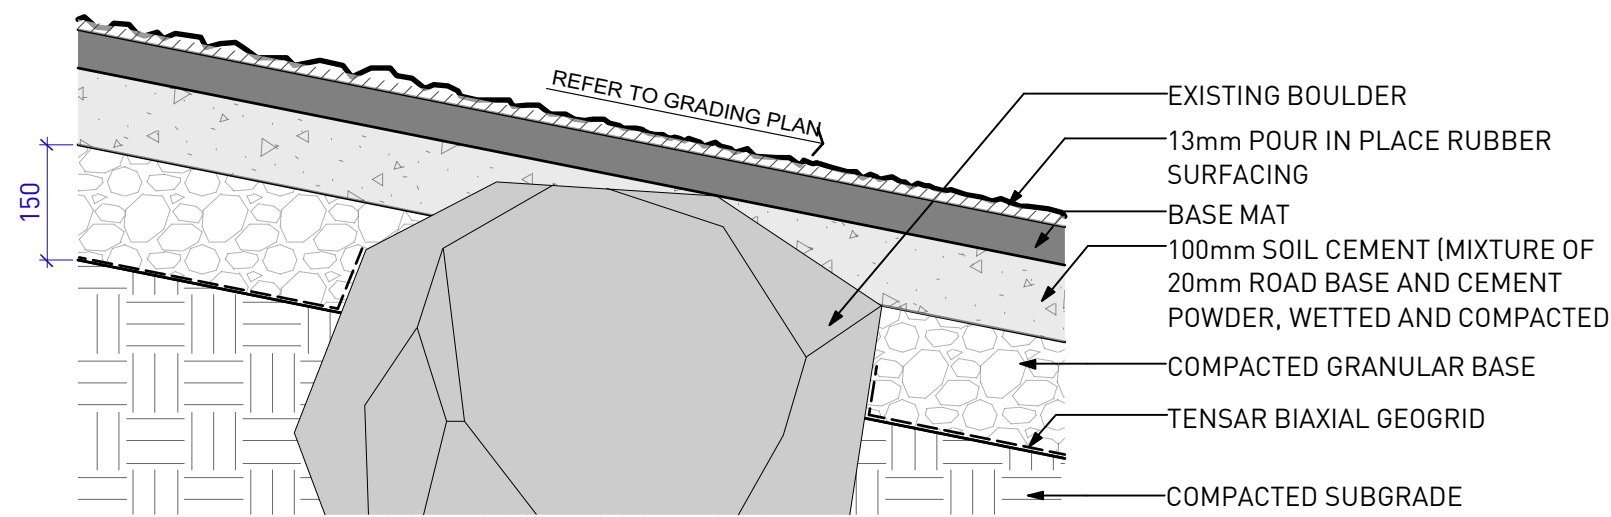 REFER TO GRADING PLAN
EXISTING BOULDER
13mm POUR IN PLACE RUBBER
SURFACING
BASE MAT
100mm SOIL CEMENT (MIXTURE OF
20mm ROAD BASE AND CEMENT
POWDER, WETTED AND COMPACTED
COMPACTED GRANULAR BASE
TENSAR BIAXIAL GEOGRID
COMPACTED SUBGRADE
150